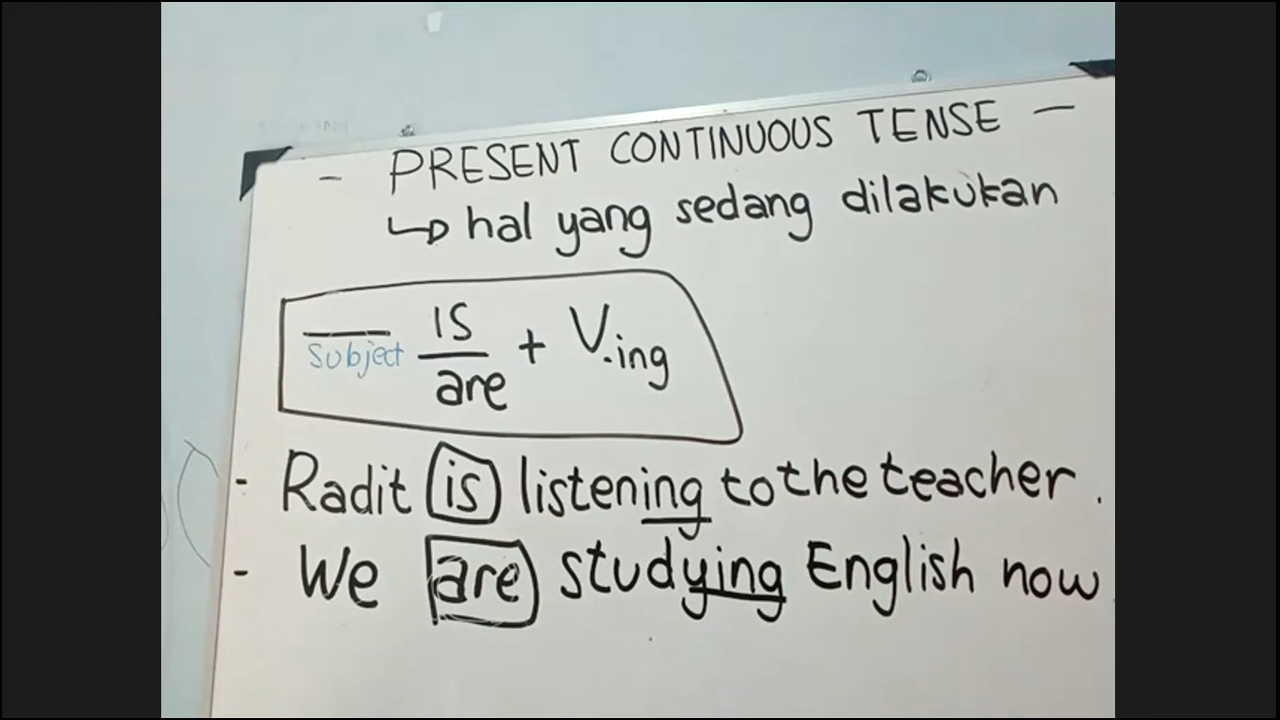 - PRESENT CONTINUOUS TENSE -
↳ hal yang sedang dilakukan
is
Subject
+ V.ing
are
- Radit is listening to the teacher.
- We are studying English now